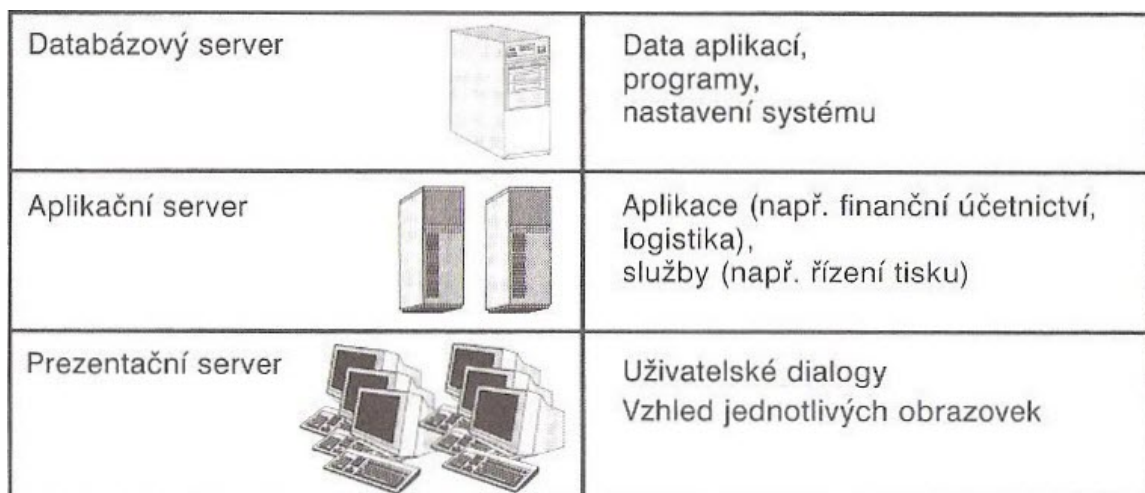 Databázový server
Data aplikací,
programy,
nastavení systému
Aplikační server
Aplikace (např. finanční účetnictví,
logistika),
služby (např. řízení tisku)
Prezentační server
Uživatelské dialogy
Vzhled jednotlivých obrazovek